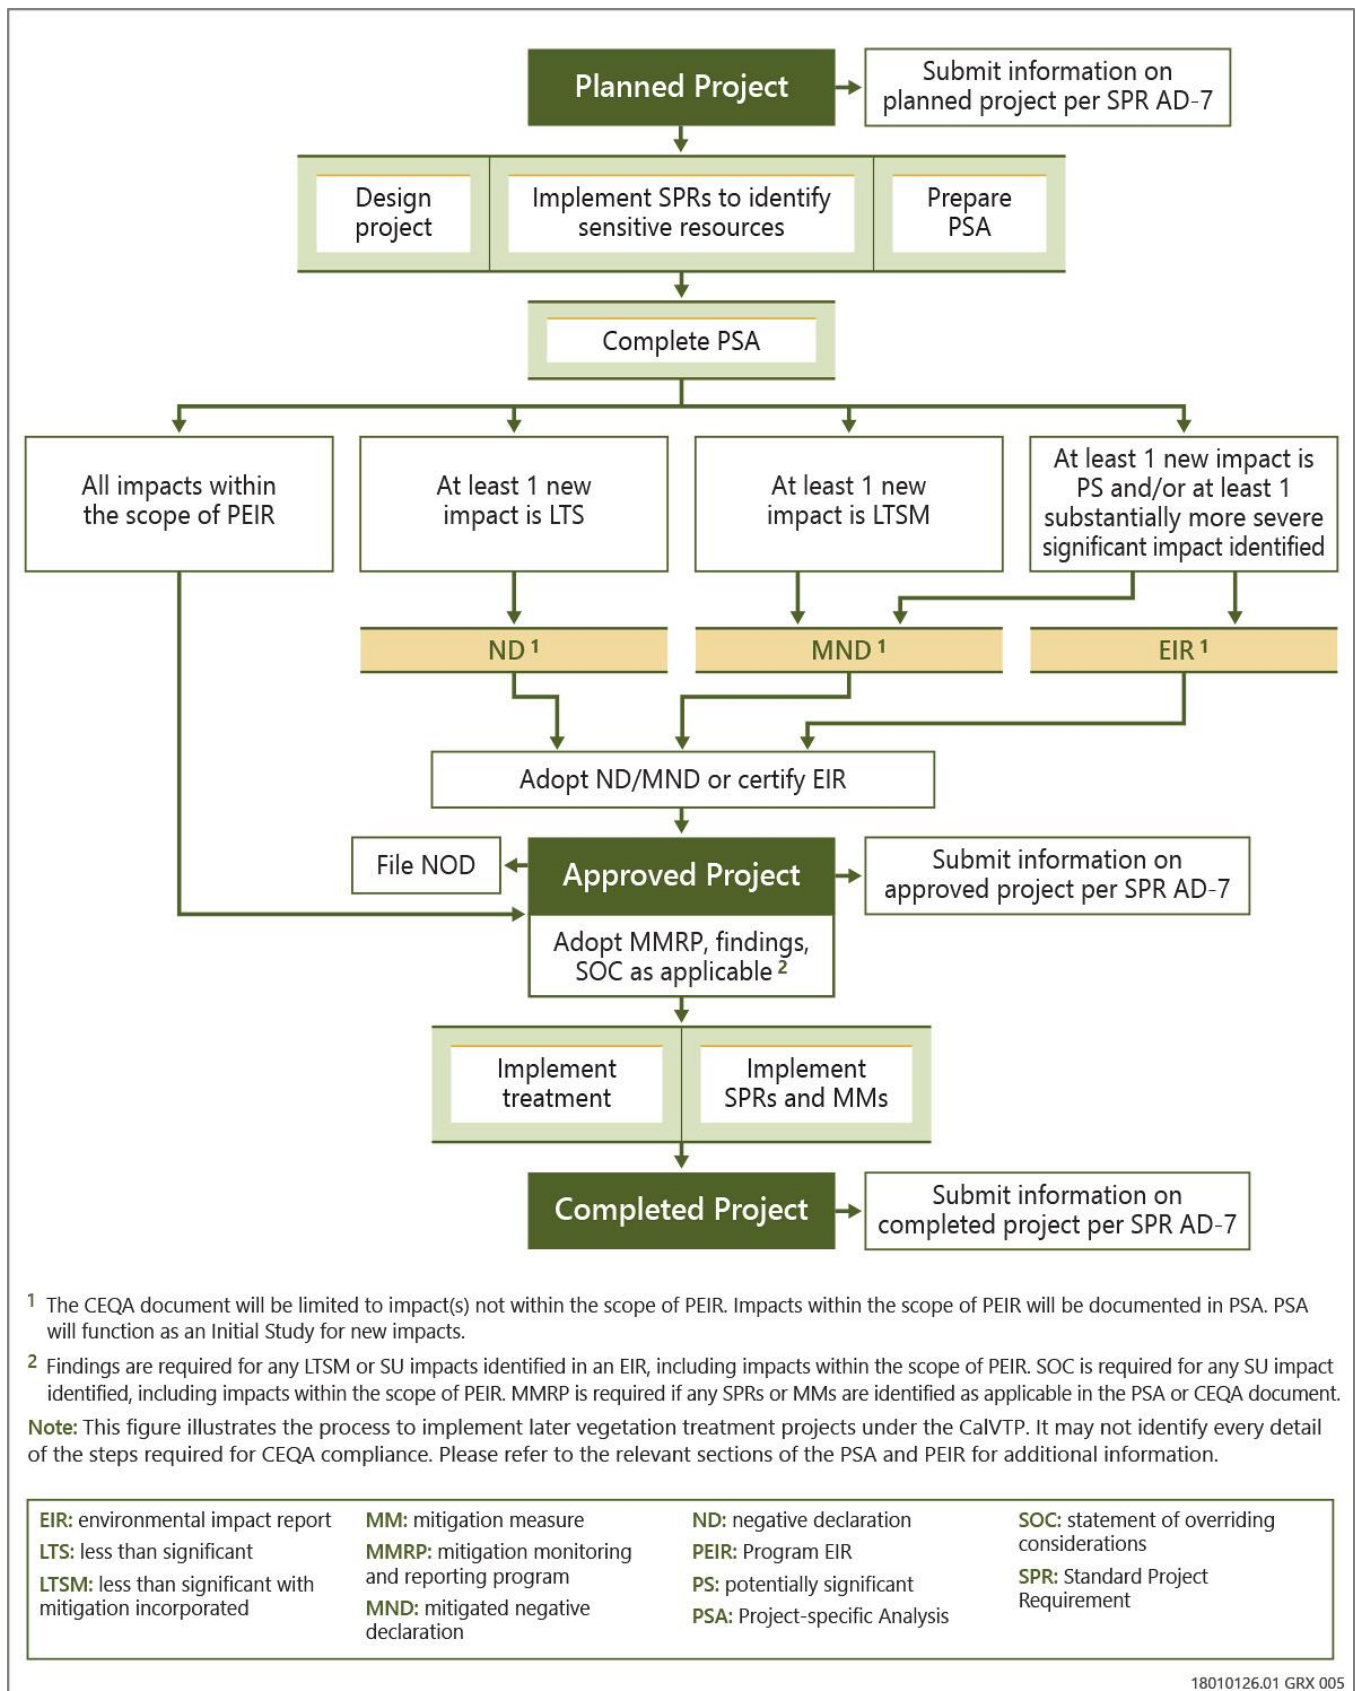 Planned Project
Submit information on
planned project per SPR AD-7
Design
project
Implement SPRs to identify
sensitive resources
Prepare
PSA
Complete PSA
All impacts within
the scope of PEIR
At least 1 new
impact is LTS
At least 1 new
impact is LTSM
At least 1 new impact is
PS and/or at least 1
substantially more severe
significant impact identified
ND 1
MND 1
EIR 1
Adopt ND/MND or certify EIR
File NOD
Approved Project
Submit information on
approved project per SPR AD-7
Adopt MMRP, findings,
SOC as applicable 2
Implement
treatment
Implement
SPRs and MMs
Completed Project
Submit information on
completed project per SPR AD-7
1 The CEQA document will be limited to impact(s) not within the scope of PEIR. Impacts within the scope of PEIR will be documented in PSA. PSA
will function as an Initial Study for new impacts.
2 Findings are required for any LTSM or SU impacts identified in an EIR, including impacts within the scope of PEIR. SOC is required for any SU impact
identified, including impacts within the scope of PEIR. MMRP is required if any SPRs or MMs are identified as applicable in the PSA or CEQA document.
Note: This figure illustrates the process to implement later vegetation treatment projects under the CalVTP. It may not identify every detail
of the steps required for CEQA compliance. Please refer to the relevant sections of the PSA and PEIR for additional information.
EIR: environmental impact report
LTS: less than significant
LTSM: less than significant with
mitigation incorporated
MM: mitigation measure
MMRP: mitigation monitoring
and reporting program
MND: mitigated negative
declaration
ND: negative declaration
PEIR: Program EIR
PS: potentially significant
PSA: Project-specific Analysis
SOC: statement of overriding
considerations
SPR: Standard Project
Requirement
18010126.01 GRX 005